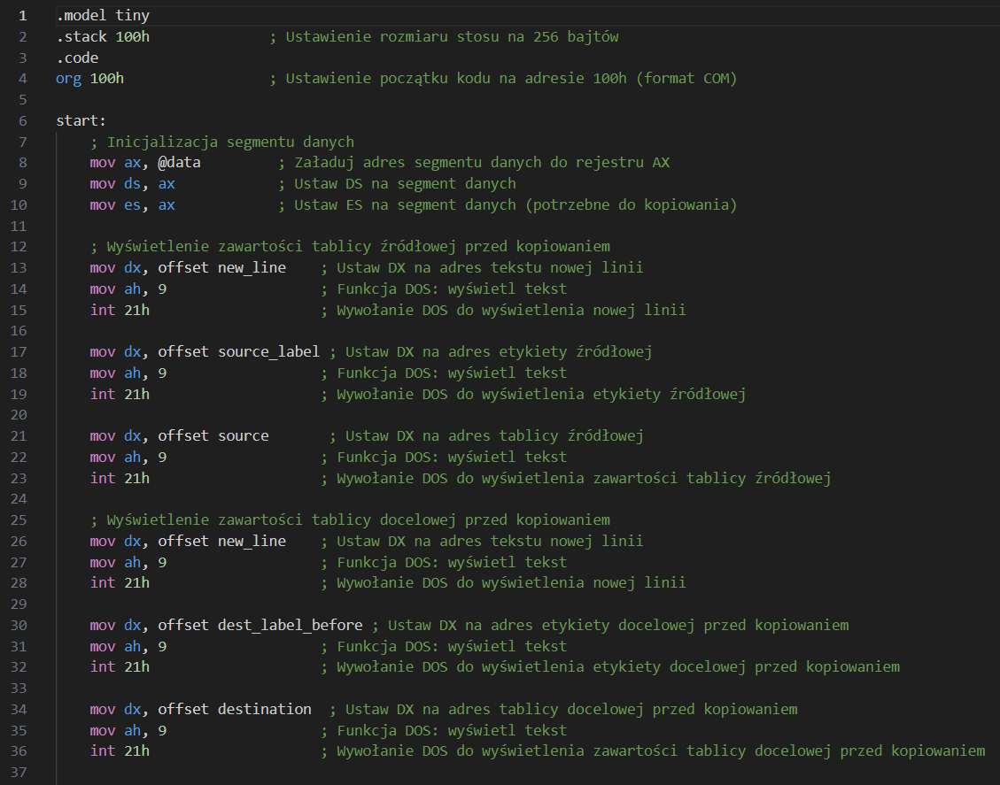 1 .model tiny
2 .stack 100h ; Ustawienie rozmiaru stosu na 256 bajtów
3 .code
4 org 100h ; Ustawienie początku kodu na adresie 100h (format COM)
5
6 start:
7 ; Inicjalizacja segmentu danych
8 mov ax, @data ; Załaduj adres segmentu danych do rejestru AX
9 mov ds, ax ; Ustaw DS na segment danych
10 mov es, ax ; Ustaw ES na segment danych (potrzebne do kopiowania)
11
12 ; Wyświetlenie zawartości tablicy źródłowej przed kopiowaniem
13 mov dx, offset new_line ; Ustaw DX na adres tekstu nowej linii
14 mov ah, 9 ; Funkcja DOS: wyświetl tekst
15 int 21h ; Wywołanie DOS do wyświetlenia nowej linii
16
17 mov dx, offset source_label ; Ustaw DX na adres etykiety źródłowej
18 mov ah, 9 ; Funkcja DOS: wyświetl tekst
19 int 21h ; Wywołanie DOS do wyświetlenia etykiety źródłowej
20
21 mov dx, offset source ; Ustaw DX na adres tablicy źródłowej
22 mov ah, 9 ; Funkcja DOS: wyświetl tekst
23 int 21h ; Wywołanie DOS do wyświetlenia zawartości tablicy źródłowej
24
25 ; Wyświetlenie zawartości tablicy docelowej przed kopiowaniem
26 mov dx, offset new_line ; Ustaw DX na adres tekstu nowej linii
27 mov ah, 9 ; Funkcja DOS: wyświetl tekst
28 int 21h ; Wywołanie DOS do wyświetlenia nowej linii
29
30 mov dx, offset dest_label_before ; Ustaw DX na adres etykiety docelowej przed kopiowaniem
31 mov ah, 9 ; Funkcja DOS: wyświetl tekst
32 int 21h ; Wywołanie DOS do wyświetlenia etykiety docelowej przed kopiowaniem
33
34 mov dx, offset destination ; Ustaw DX na adres tablicy docelowej przed kopiowaniem
35 mov ah, 9 ; Funkcja DOS: wyświetl tekst
36 int 21h ; Wywołanie DOS do wyświetlenia zawartości tablicy docelowej przed kopiowaniem
37